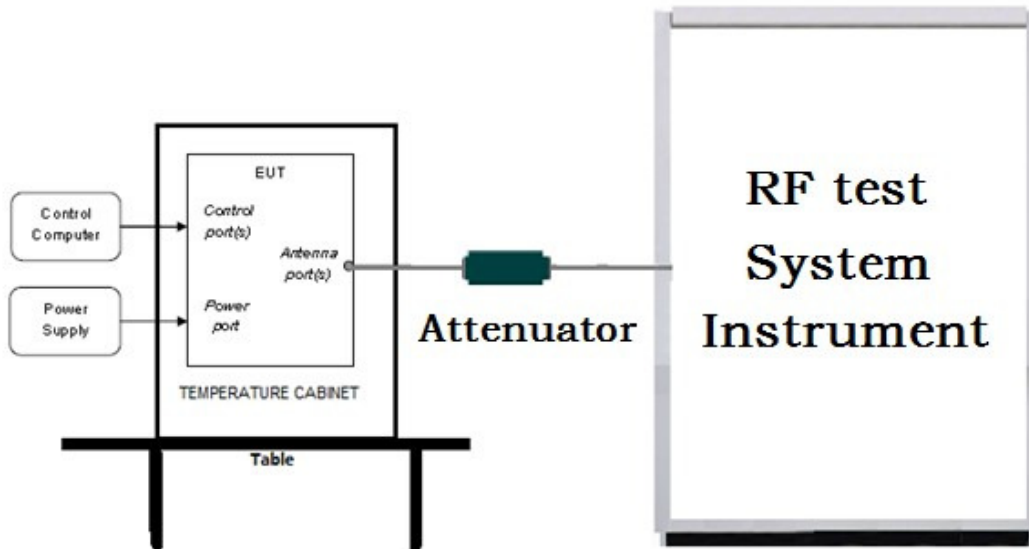 EUT
Control
Computer
Control
port(s)
Antenna
port(s)
Power
Supply
Power
port
TEMPERATURE CABINET
Table
Attenuator
RF test
System
Instrument